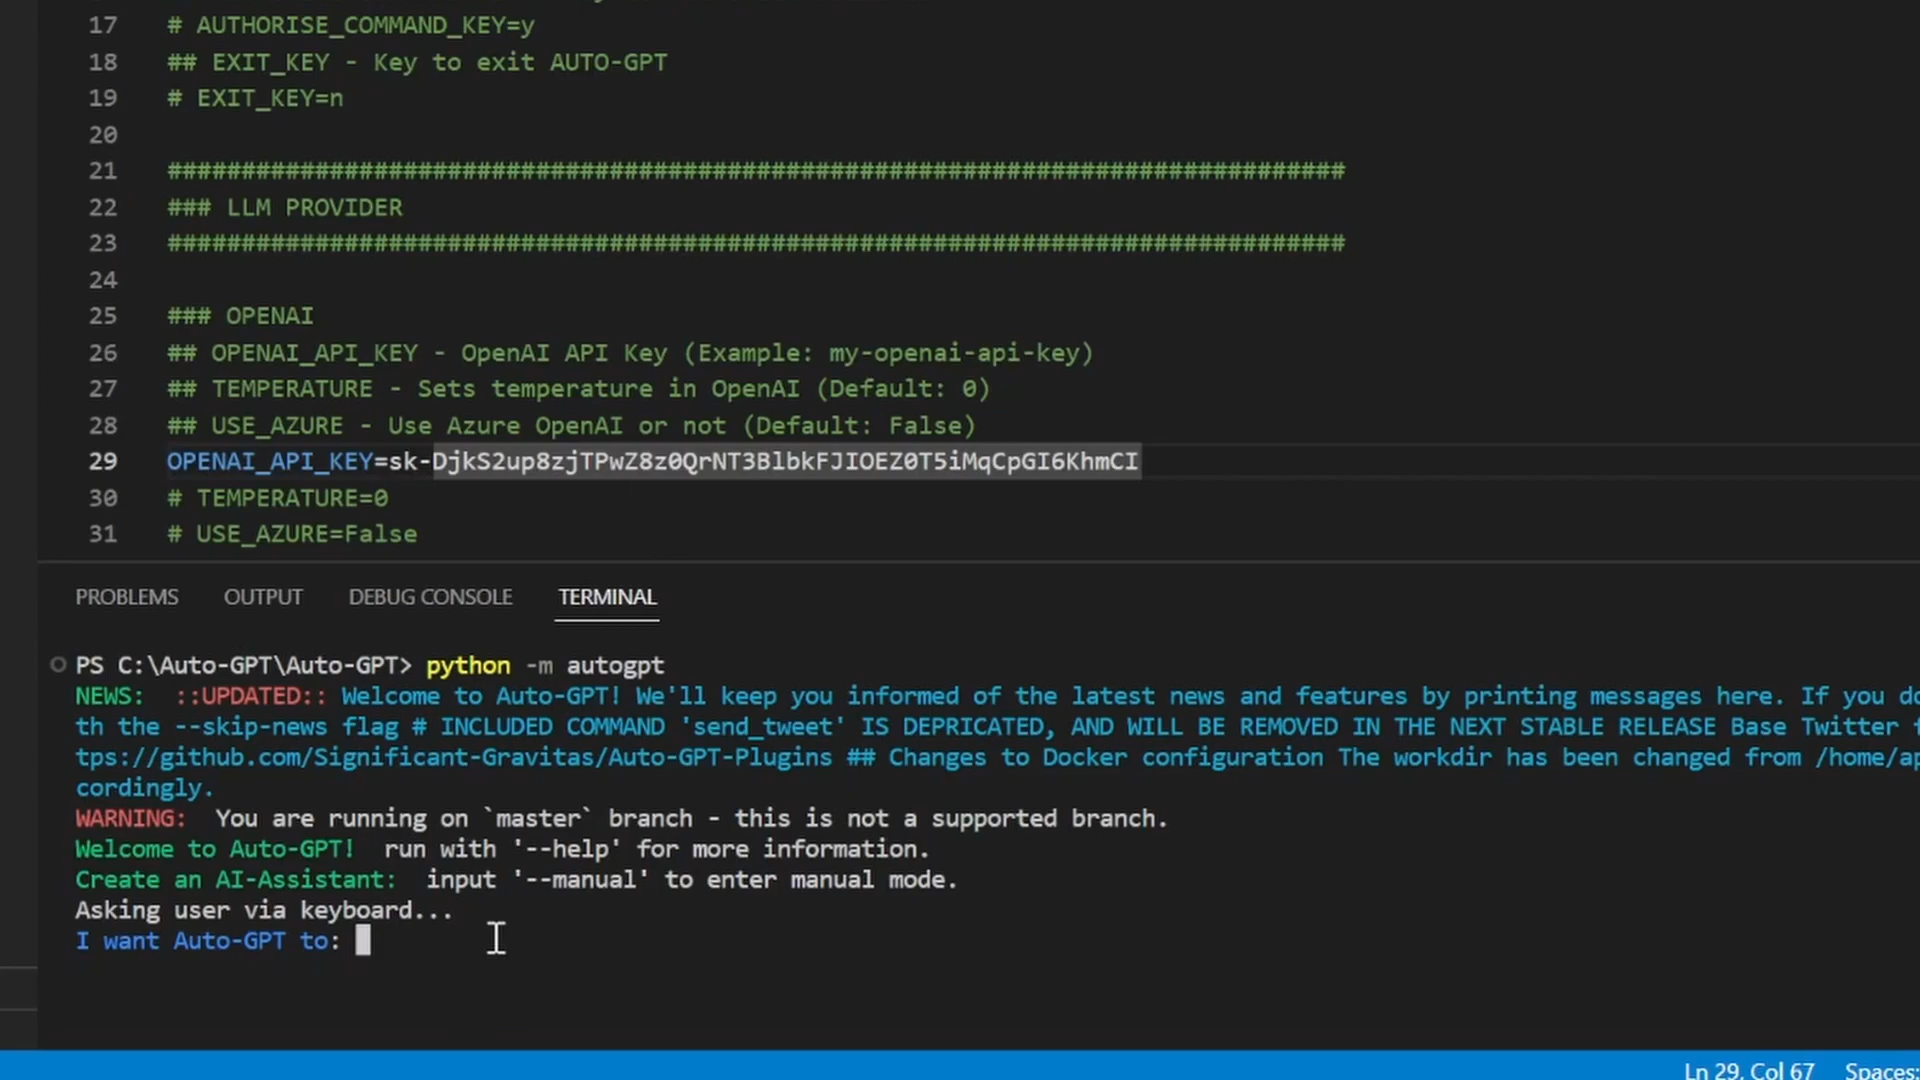 17 # AUTHORISE_COMMAND_KEY=y
18 ## EXIT_KEY - Key to exit AUTO-GPT
19 # EXIT_KEY=n
20
21 ################################################################################
22 ### LLM PROVIDER
23 ################################################################################
24
25 ### OPENAI
26 ## OPENAI_API_KEY - OpenAI API Key (Example: my-openai-api-key)
27 ## TEMPERATURE - Sets temperature in OpenAI (Default: 0)
28 ## USE_AZURE - Use Azure OpenAI or not (Default: False)
29 OPENAI_API_KEY=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
30 # TEMPERATURE=0
31 # USE_AZURE=False
PROBLEMS OUTPUT DEBUG CONSOLE TERMINAL
PS C:\Auto-GPT\Auto-GPT> python -m autogpt
NEWS: ::UPDATED:: Welcome to Auto-GPT! We'll keep you informed of the latest news and features by printing messages here. If you do
th the --skip-news flag # INCLUDED COMMAND 'send_tweet' IS DEPRICATED, AND WILL BE REMOVED IN THE NEXT STABLE RELEASE Base Twitter f
tps://github.com/Significant-Gravitas/Auto-GPT-Plugins ## Changes to Docker configuration The workdir has been changed from /home/ap
cordingly.
WARNING: You are running on `master` branch - this is not a supported branch.
Welcome to Auto-GPT! run with '--help' for more information.
Create an AI-Assistant: input '--manual' to enter manual mode.
Asking user via keyboard...
I want Auto-GPT to:
Ln 29, Col 67 Spaces: